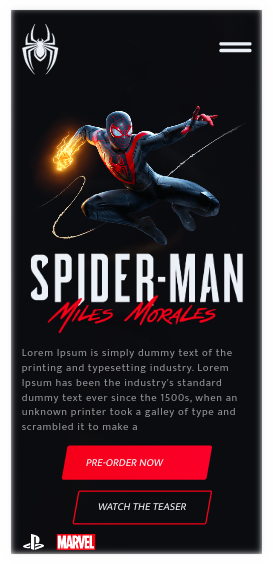 SPIDER-MAN
MILES MORALES
Lorem Ipsum is simply dummy text of the
printing and typesetting industry. Lorem
Ipsum has been the industry's standard
dummy text ever since the 1500s, when an
unknown printer took a galley of type and
scrambled it to make a
PRE-ORDER NOW
WATCH THE TEASER
MARVEL